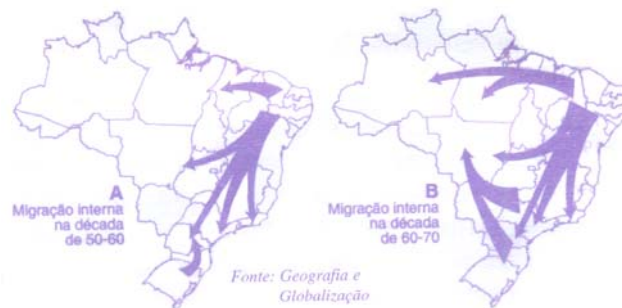 A
Migração interna
na década
de 50-60
B
Migração interna
na década
de 60-70
Fonte: Geografia e
Globalização